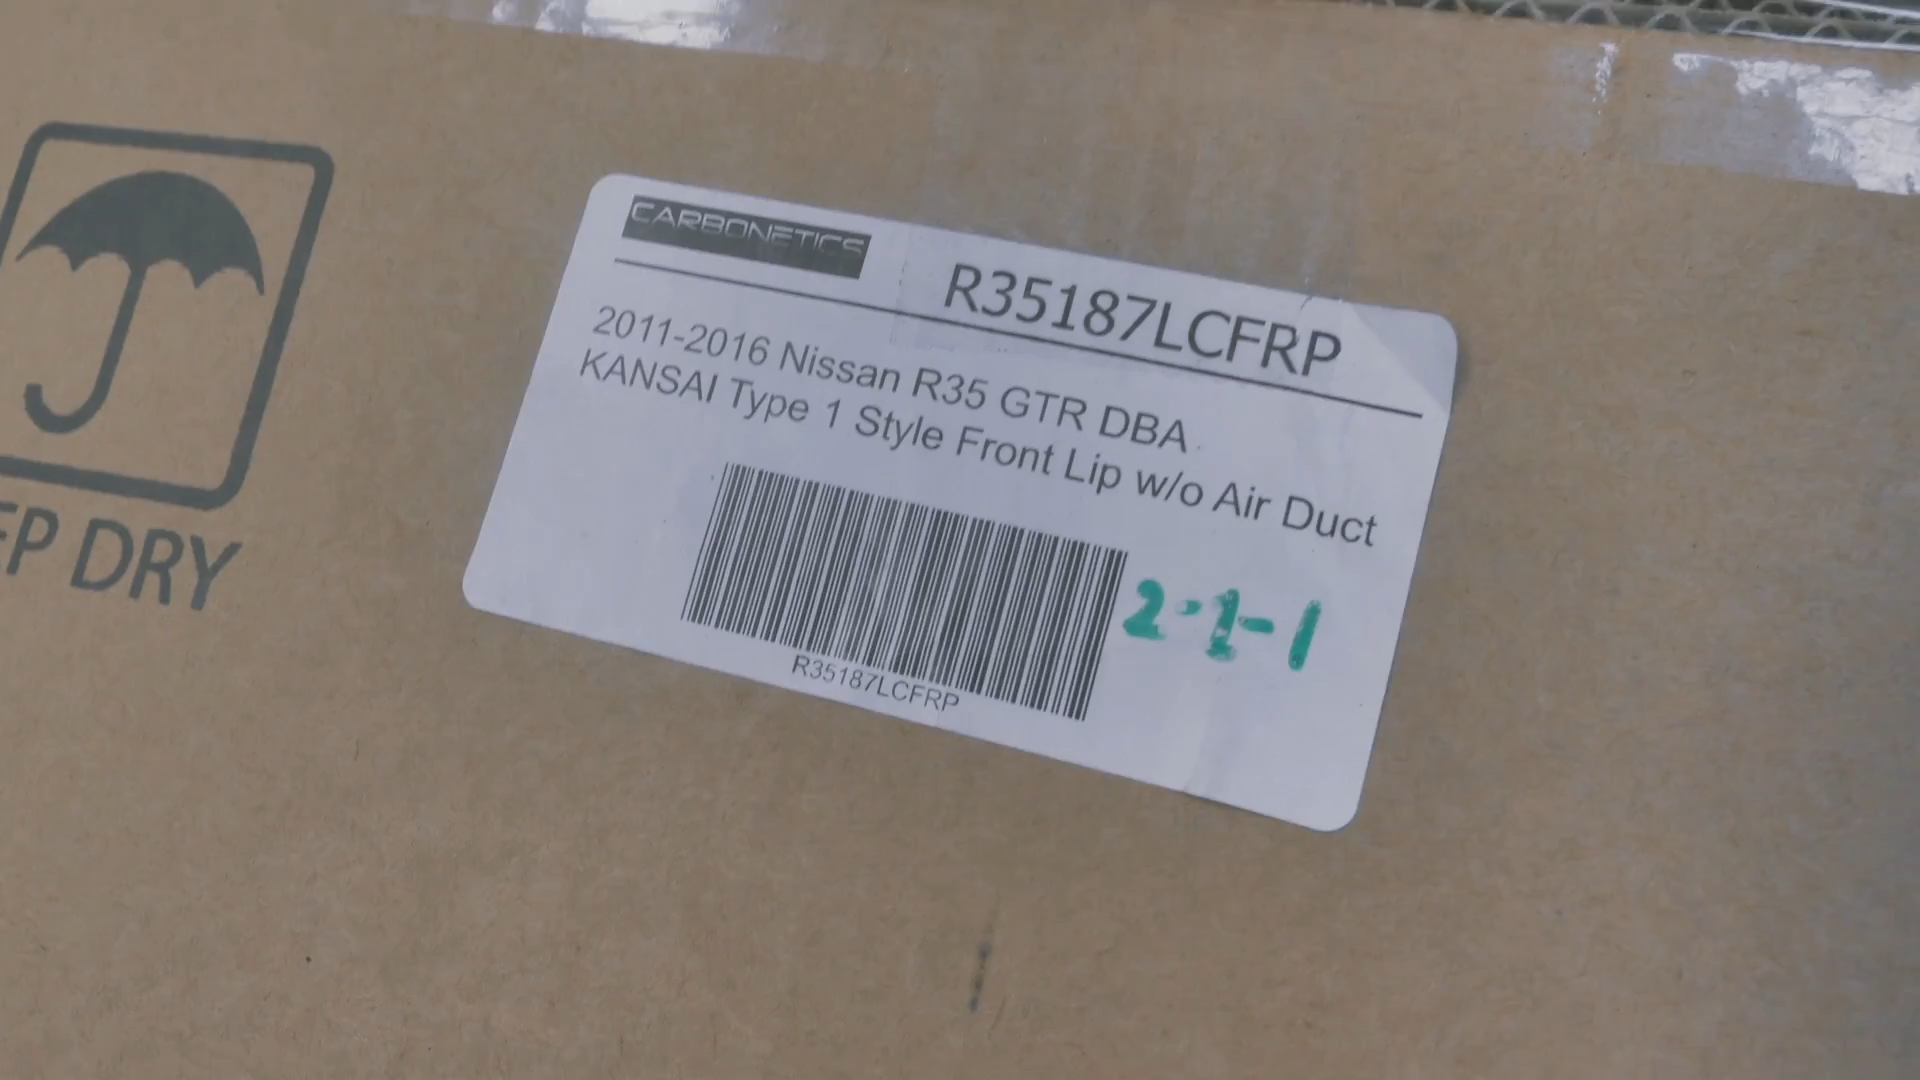 CARBONETICS
R35187LCFRP
2011-2016 Nissan R35 GTR DBA
KANSAI Type 1 Style Front Lip w/o Air Duct
2-1-1
R35187LCFRP
EP DRY